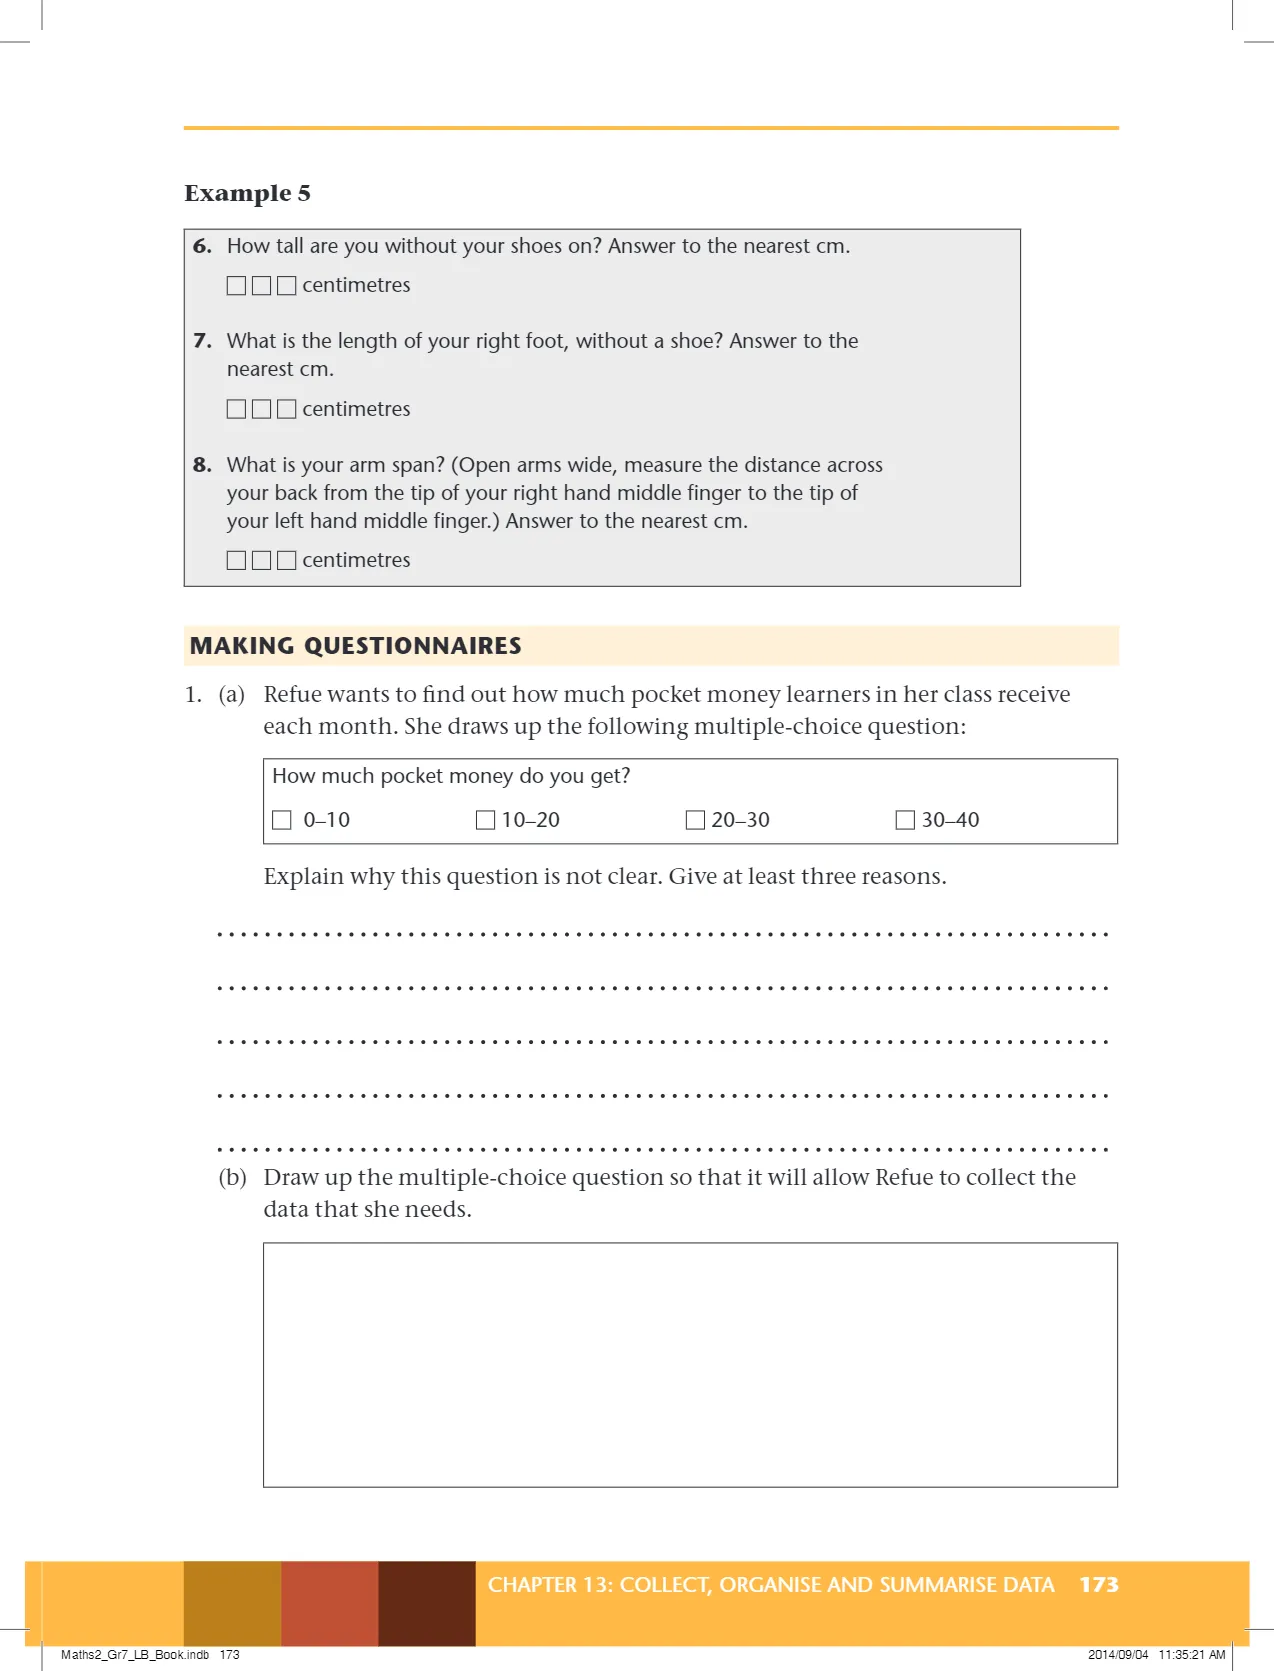 Example 5
6. How tall are you without your shoes on? Answer to the nearest cm.
centimetres
7. What is the length of your right foot, without a shoe? Answer to the
nearest cm.
centimetres
8. What is your arm span? (Open arms wide, measure the distance across
your back from the tip of your right hand middle finger to the tip of
your left hand middle finger.) Answer to the nearest cm.
centimetres
MAKING QUESTIONNAIRES
1. (a) Refue wants to find out how much pocket money learners in her class receive
each month. She draws up the following multiple-choice question:
How much pocket money do you get?
0–10 10–20 20–30 30–40
Explain why this question is not clear. Give at least three reasons.
(b) Draw up the multiple-choice question so that it will allow Refue to collect the
data that she needs.
CHAPTER 13: COLLECT, ORGANISE AND SUMMARISE DATA 173
Maths2_Gr7_LB_Book.indb 173 2014/09/04 11:35:21 AM